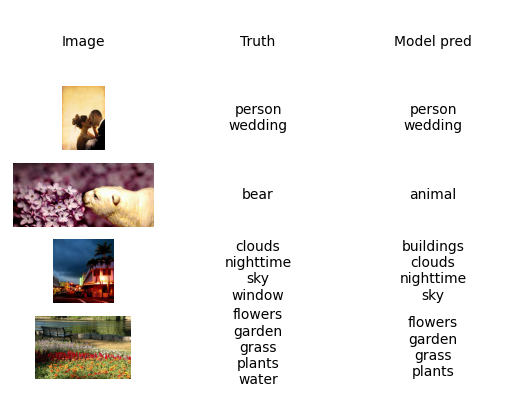 Image Truth Model pred
person person
wedding wedding
bear animal
clouds buildings
nighttime clouds
sky nighttime
window sky
flowers flowers
garden garden
grass grass
plants plants
water